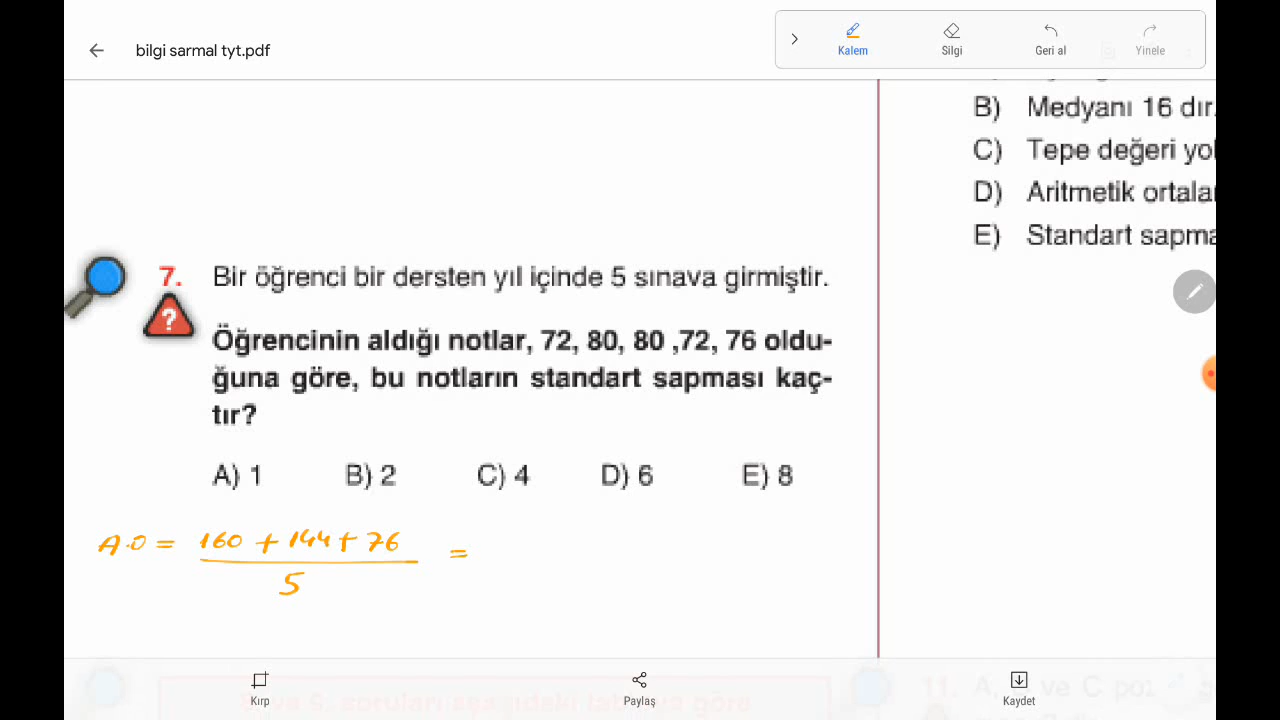 bilgi sarmal tyt.pdf
Kalem
Silgi
Geri al
Yinele
B) Medyanı 16 dır.
C) Tepe değeri yo
D) Aritmetik ortala
E) Standart sapma
7. Bir öğrenci bir dersten yıl içinde 5 sınava girmiştir.
?
Öğrencinin aldığı notlar, 72, 80, 80 ,72, 76 oldu-
ğuna göre, bu notların standart sapması kaç-
tır?
A) 1 B) 2 C) 4 D) 6 E) 8
A.O = 160 + 144 + 76 =
5
11. A, ve C poz
Kırp
Paylaş
Kaydet